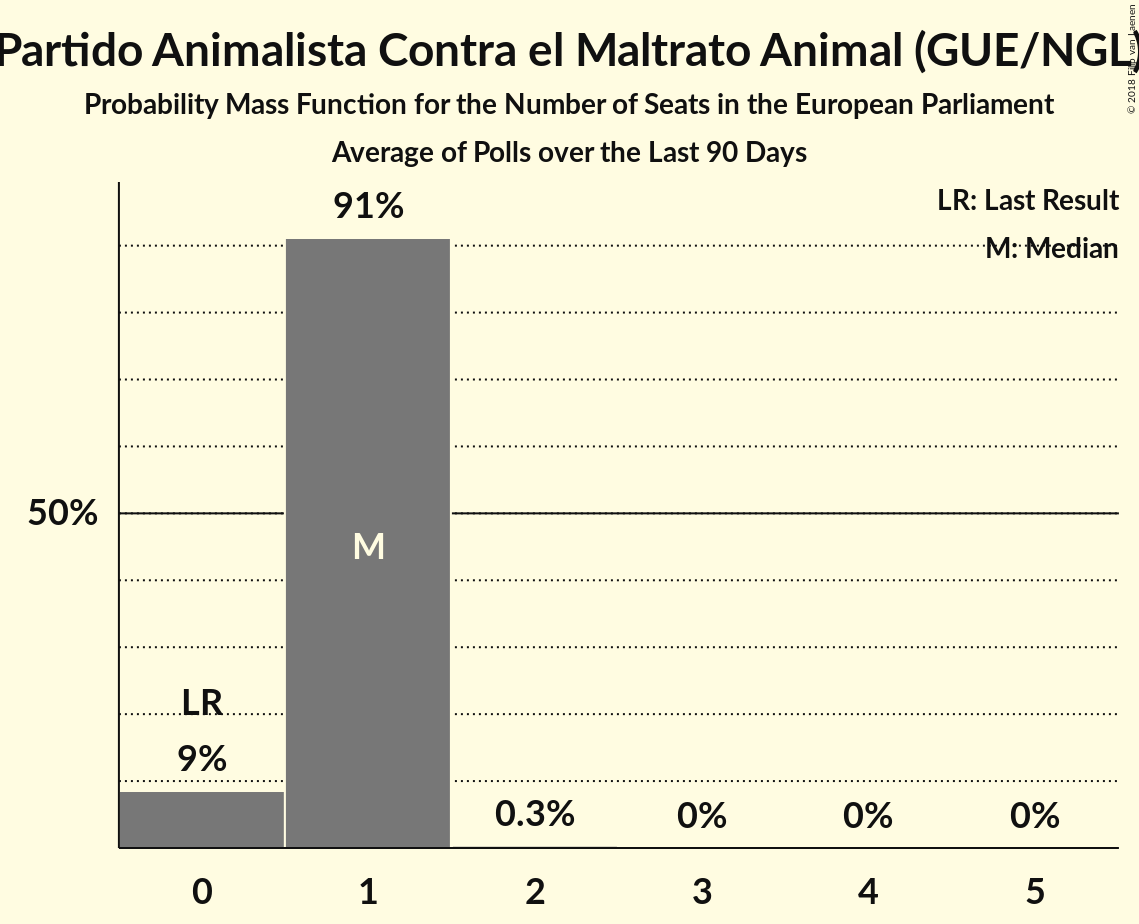 Partido Animalista Contra el Maltrato Animal (GUE/NGL)
Probability Mass Function for the Number of Seats in the European Parliament
Average of Polls over the Last 90 Days
© 2018 Filip van Laenen
LR: Last Result
M: Median
91%
50%
M
LR
9%
0.3%
0%
0%
0%
0
1
2
3
4
5